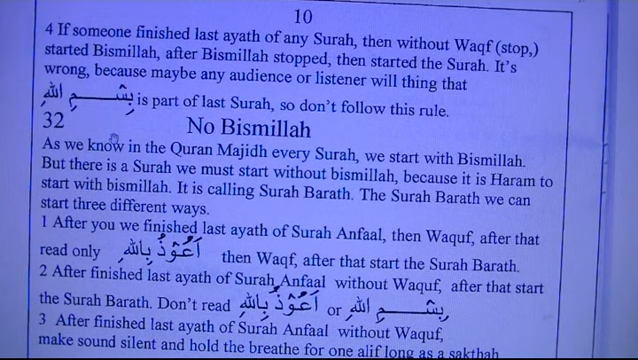 10
4 If someone finished last ayath of any Surah, then without Waqf (stop,)
started Bismillah, after Bismillah stopped, then started the Surah. It's
wrong, because maybe any audience or listener will thing that
بِسْمِ اللهِ is part of last Surah, so don't follow this rule.
32 No Bismillah
As we know in the Quran Majidh every Surah, we start with Bismillah.
But there is a Surah we must start without bismillah, because it is Haram to
start with bismillah. It is calling Surah Barath. The Surah Barath we can
start three different ways.
1 After you we finished last ayath of Surah Anfaal, then Waquf, after that
read only اَعُوْذُ بِاللهِ then Waqf, after that start the Surah Barath.
2 After finished last ayath of Surah Anfaal without Waquf, after that start
the Surah Barath. Don't read اَعُوْذُ بِاللهِ or بِسْمِ اللهِ
3 After finished last ayath of Surah Anfaal without Waquf,
make sound silent and hold the breathe for one alif long as a sakthah